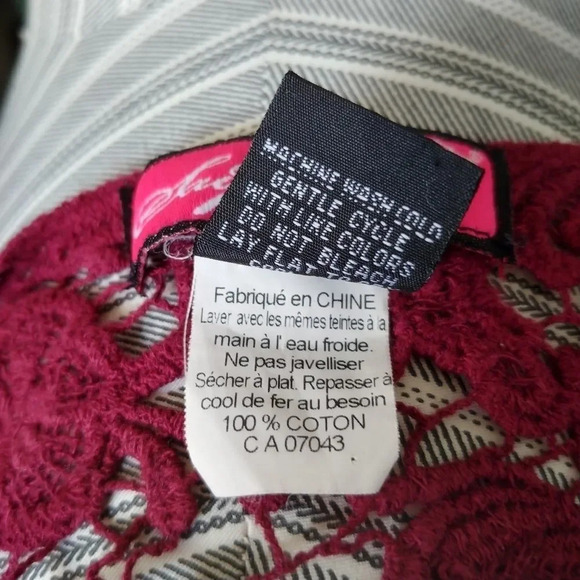 MACHINE WASH COLD
GENTLE CYCLE
WITH LIKE COLORS
DO NOT BLEACH
LAY FLAT
Fabriqué en CHINE
Layer avec les mêmes teintes à la
main à l' eau froide.
Ne pas javelliser
Sécher à plat. Repasser à
cool de fer au besoin
100 % COTON
C A 07043